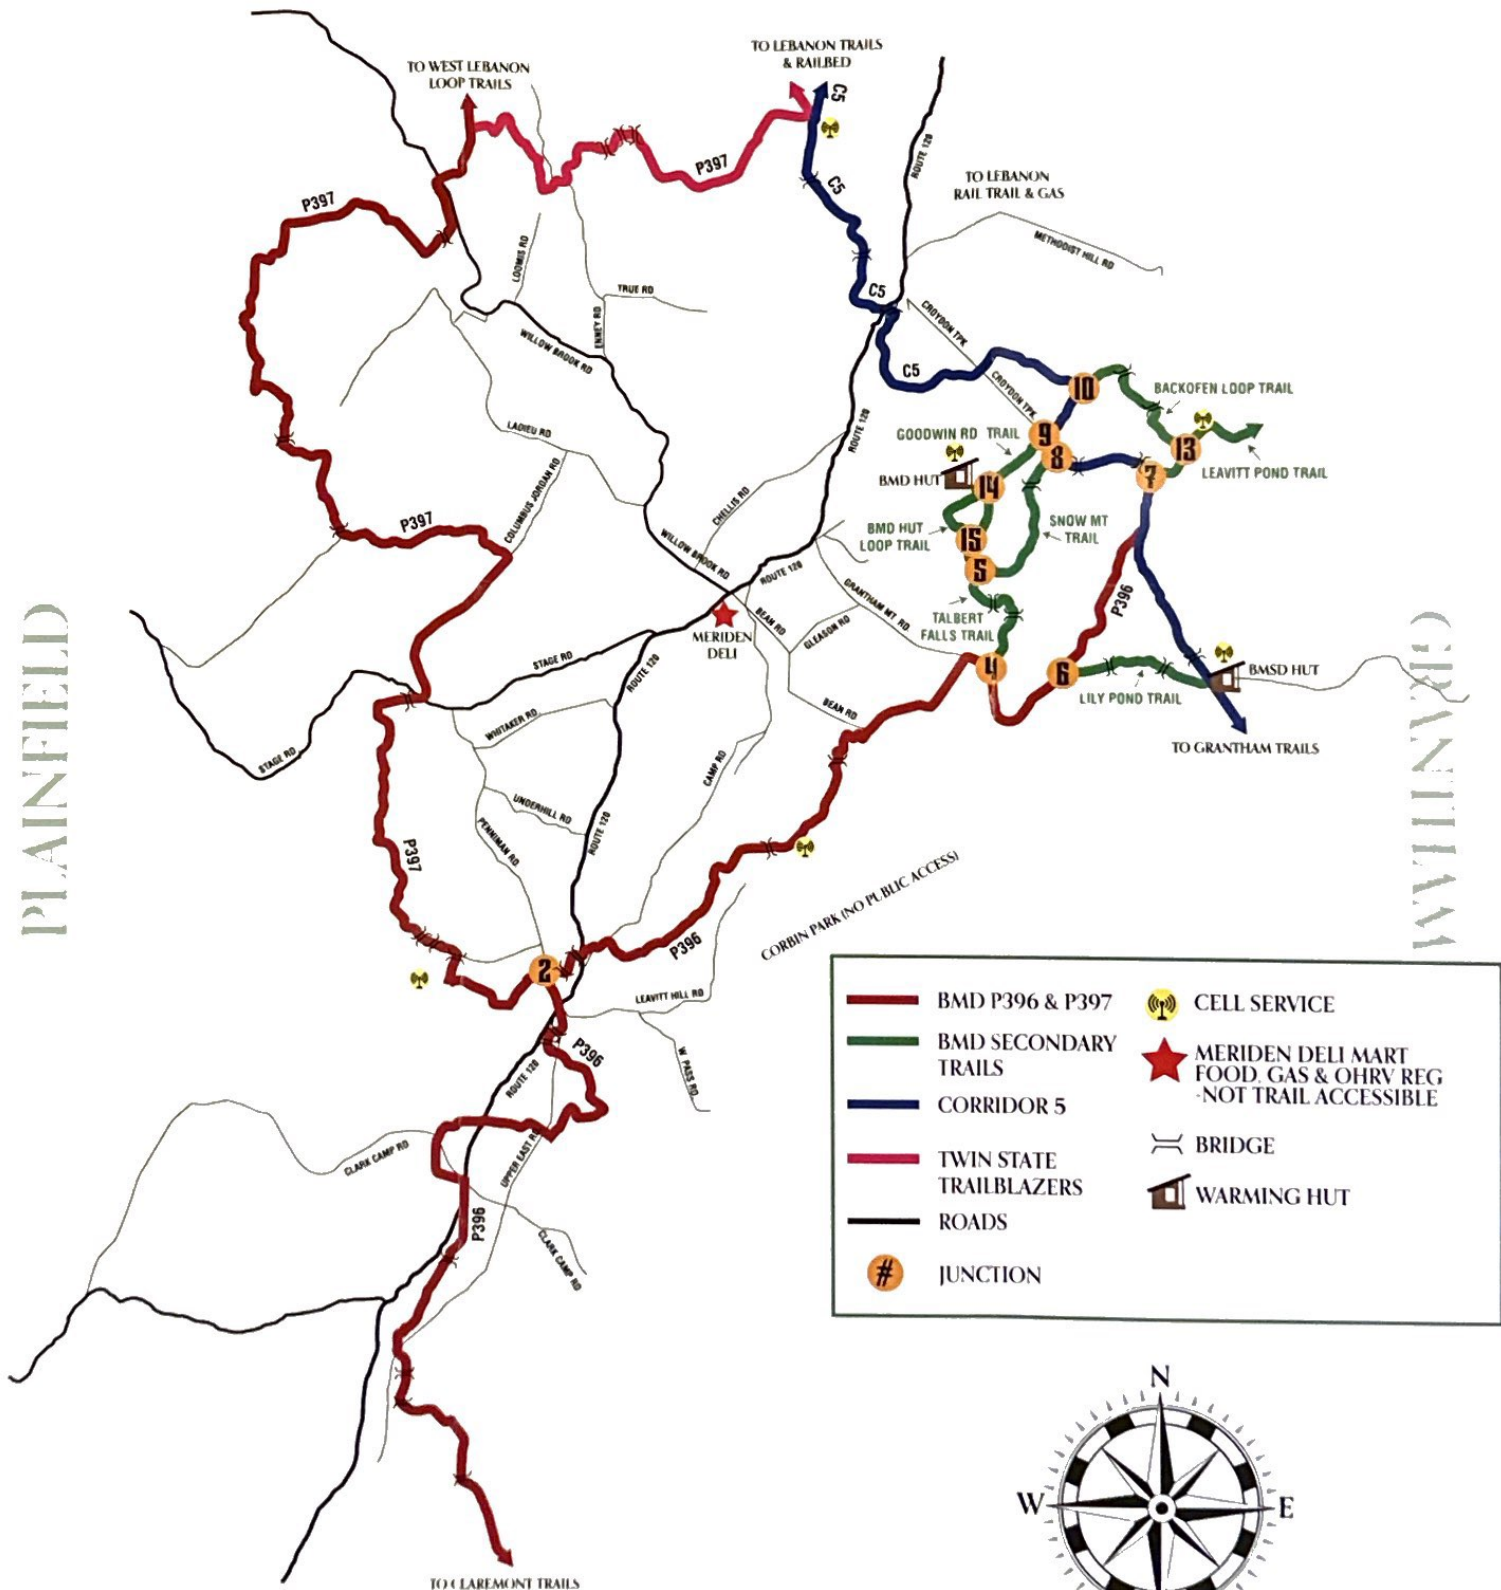 TO WEST LEBANON
LOOP TRAILS
TO LEBANON TRAILS
& RAILBED
C5
ROUTE 120
P397
P397
C5
TO LEBANON
RAIL TRAIL & GAS
METHODIST HILL RD
LOOMIS RD
TRUE RD
ENNEY RD
WILLOW BROOK RD
C5
CROYDON TPK
C5
CROYDON TPK
10
BACKOFEN LOOP TRAIL
LADIEU RD
COLUMBUS JORDAN RD
ROUTE 120
GOODWIN RD TRAIL
9
8
13
7
LEAVITT POND TRAIL
BMD HUT
14
CHELLIS RD
P397
BMD HUT
LOOP TRAIL
15
SNOW MT
TRAIL
5
WILLOW BROOK RD
ROUTE 120
GRANTHAM MT RD
P396
BEAN RD
GLEASON RD
TALBERT
FALLS TRAIL
MERIDEN
DELI
STAGE RD
ROUTE 120
4
6
BMSD HUT
LILY POND TRAIL
BEAN RD
WHITAKER RD
STAGE RD
TO GRANTHAM TRAILS
PLAINFIELD
GRANTHAM
CAMP RD
UNDERHILL RD
PENNIMAN RD
ROUTE 120
P397
CORBIN PARK (NO PUBLIC ACCESS)
P396
2
LEAVITT HILL RD
P396
W PASS RD
ROUTE 120
CLARK CAMP RD
UPPER EAST RD
P396
CLARK CAMP RD
TO CLAREMONT TRAILS
BMD P396 & P397
BMD SECONDARY
TRAILS
CORRIDOR 5
TWIN STATE
TRAILBLAZERS
ROADS
#
JUNCTION
CELL SERVICE
MERIDEN DELI MART
FOOD, GAS & OHRV REG
-NOT TRAIL ACCESSIBLE
BRIDGE
WARMING HUT
N
W
E